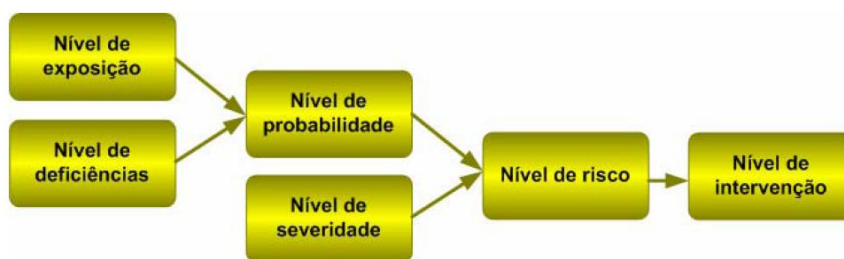 Nível de
exposição
Nível de
deficiências
Nível de
probabilidade
Nível de
severidade
Nível de risco
Nível de
intervenção